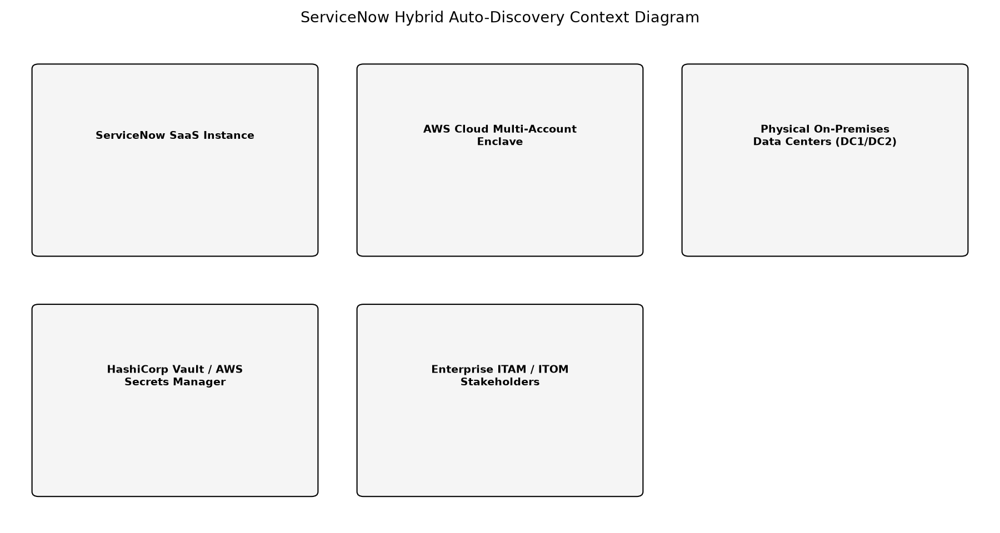 ServiceNow Hybrid Auto-Discovery Context Diagram
ServiceNow SaaS Instance
AWS Cloud Multi-Account
Enclave
Physical On-Premises
Data Centers (DC1/DC2)
HashiCorp Vault / AWS
Secrets Manager
Enterprise ITAM / ITOM
Stakeholders